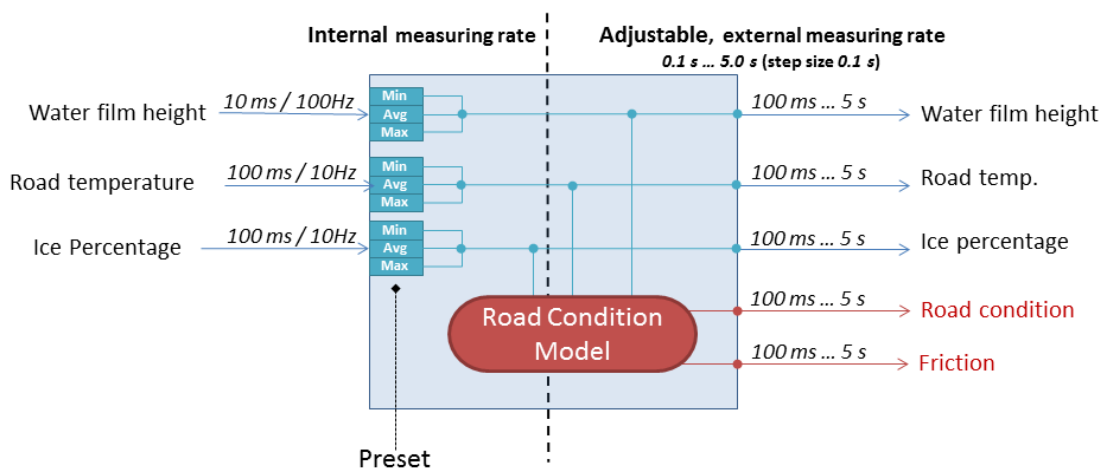 Internal measuring rate
Adjustable, external measuring rate
0.1 s ... 5.0 s (step size 0.1 s)
Water film height
10 ms / 100Hz
Min
Avg
Max
100 ms ... 5 s
Water film height
Road temperature
100 ms / 10Hz
Min
Avg
Max
100 ms ... 5 s
Road temp.
Ice Percentage
100 ms / 10Hz
Min
Avg
Max
100 ms ... 5 s
Ice percentage
Road Condition
Model
100 ms ... 5 s
Road condition
100 ms ... 5 s
Friction
Preset